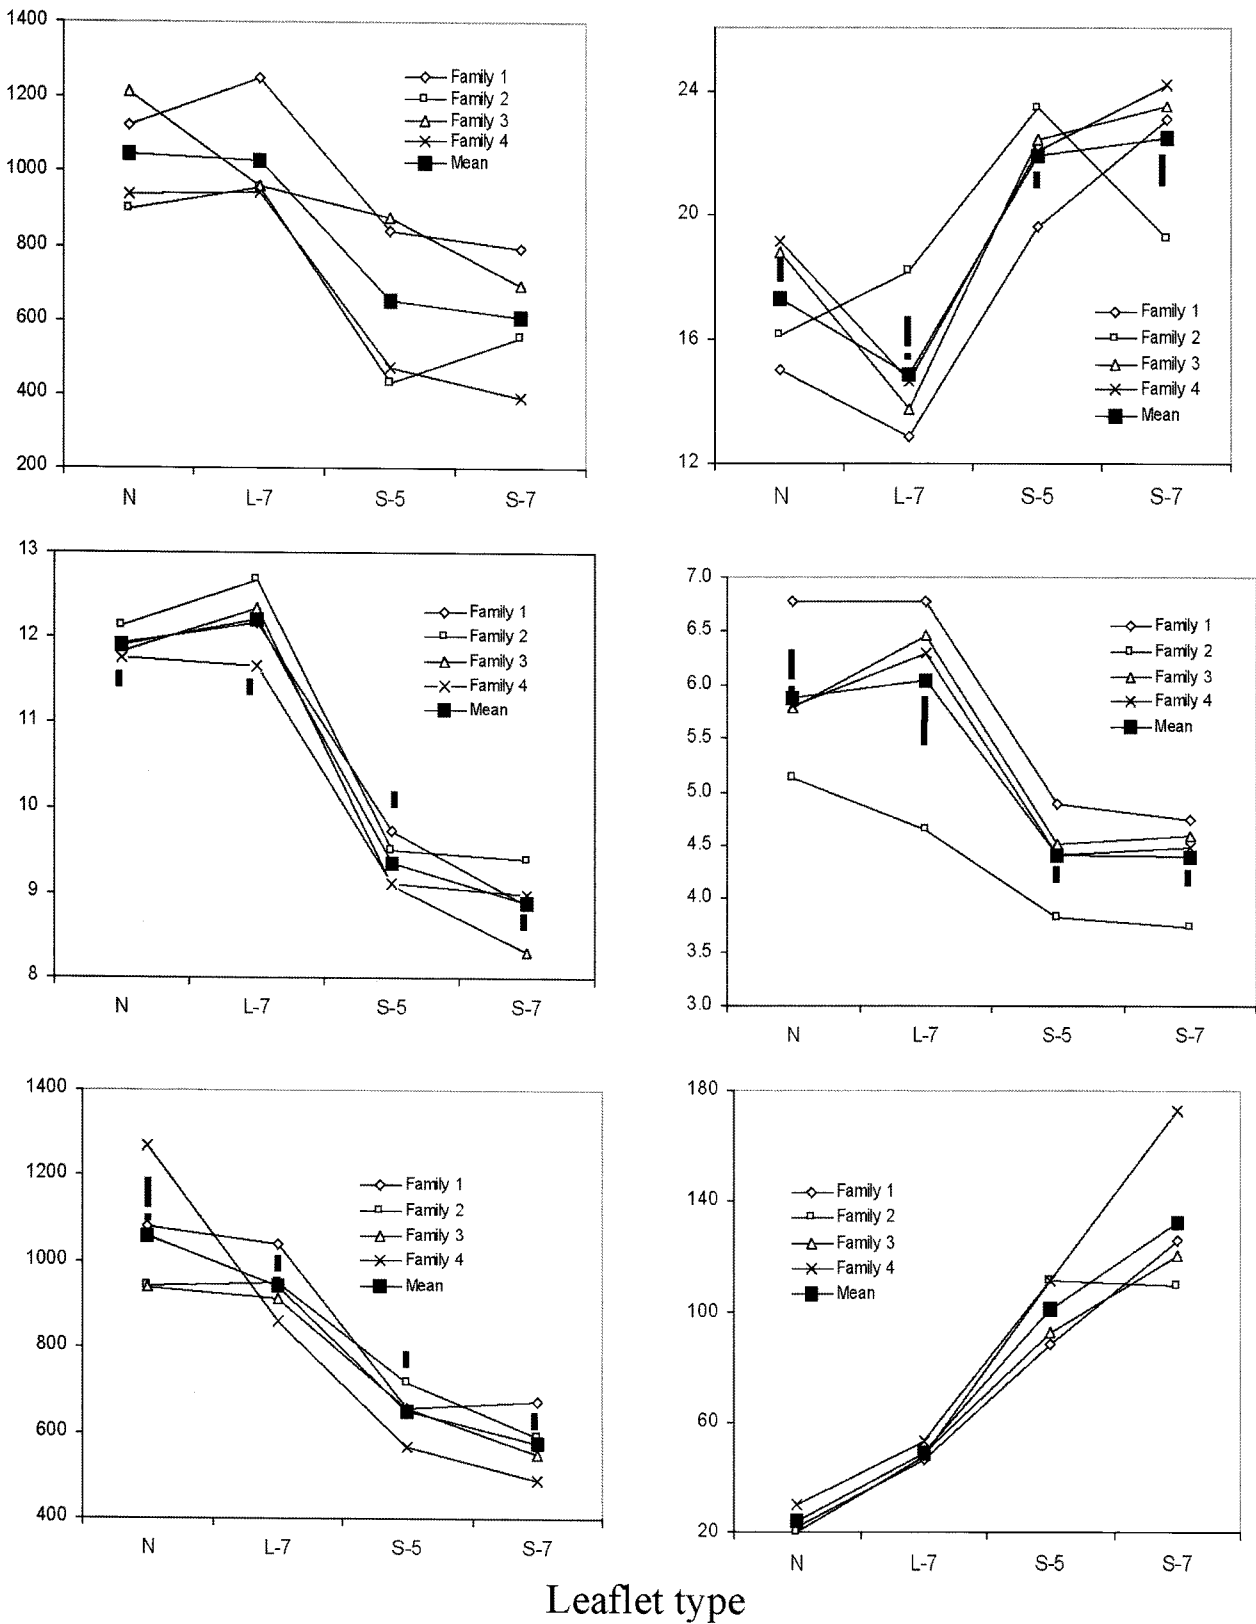 1400
1200
1000
800
600
400
200
Family 1
Family 2
Family 3
Family 4
Mean
N L-7 S-5 S-7
24
20
16
12
Family 1
Family 2
Family 3
Family 4
Mean
N L-7 S-5 S-7
13
12
11
10
9
8
Family 1
Family 2
Family 3
Family 4
Mean
N L-7 S-5 S-7
7.0
6.5
6.0
5.5
5.0
4.5
4.0
3.5
3.0
Family 1
Family 2
Family 3
Family 4
Mean
N L-7 S-5 S-7
1400
1200
1000
800
600
400
Family 1
Family 2
Family 3
Family 4
Mean
N L-7 S-5 S-7
180
140
100
60
20
Family 1
Family 2
Family 3
Family 4
Mean
N L-7 S-5 S-7
Leaflet type